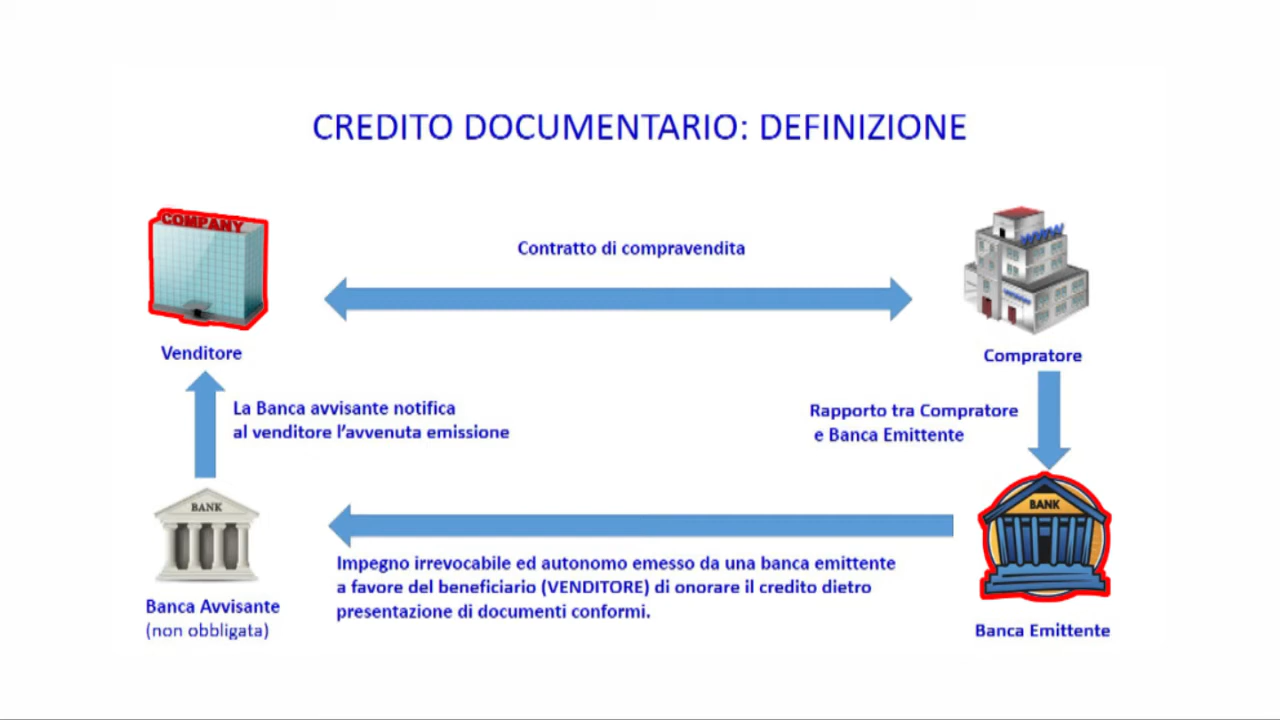 CREDITO DOCUMENTARIO: DEFINIZIONE
COMPANY
Contratto di compravendita
Venditore
Compratore
La Banca avvisante notifica
al venditore l'avvenuta emissione
Rapporto tra Compratore
e Banca Emittente
BANK
BANK
Impegno irrevocabile ed autonomo emesso da una banca emittente
a favore del beneficiario (VENDITORE) di onorare il credito dietro
presentazione di documenti conformi.
Banca Avvisante
(non obbligata)
Banca Emittente